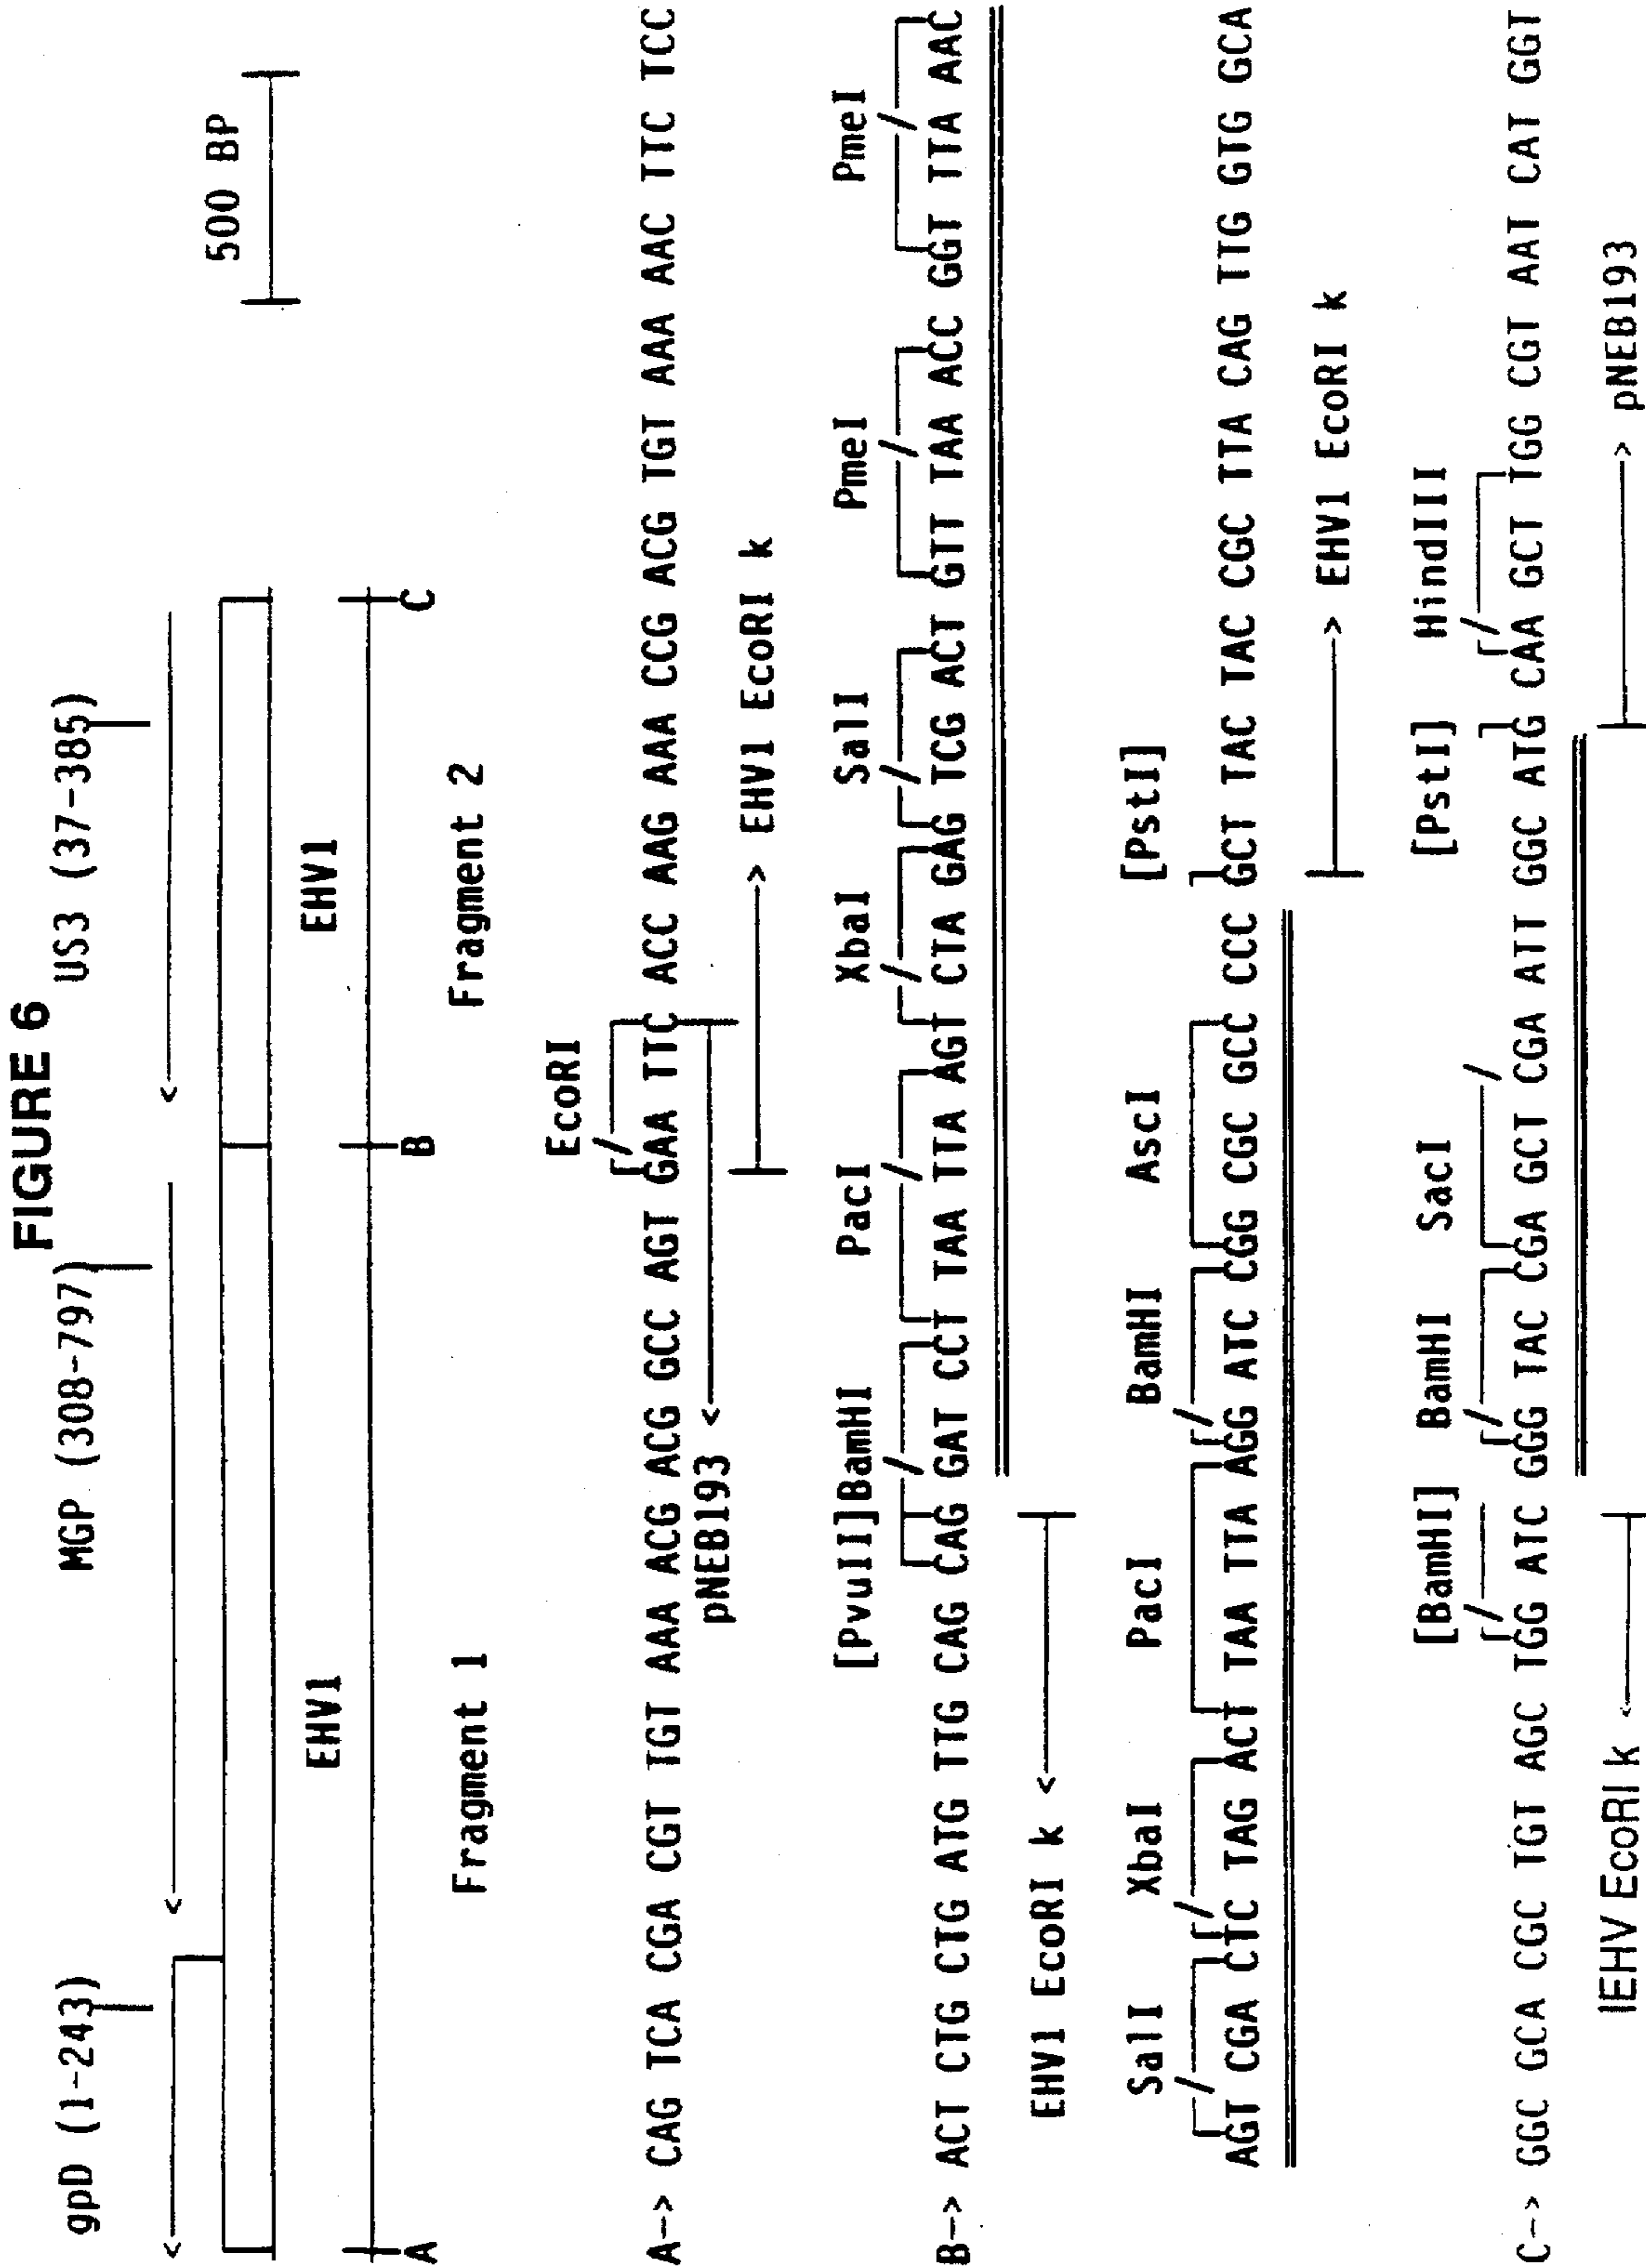 FIGURE 6
gpD (1-243)
MGP (308-797)
US3 (37-385)
500 BP
EHV1
EHV1
A
B
C
Fragment 1
Fragment 2
EcoRI
A--> CAG TCA CGA CGT TGT AAA ACG ACG GCC AGT GAA TTC ACC AAG AAA CCG ACG TGT AAA AAC TTC TCC
pNEB193 <
> EHV1 EcoRI k
[PvuII]BamHI PacI XbaI SalI PmeI PmeI
B--> ACT CTG CTG ATG TTG CAG CAG GAT CCT TAA TTA AGT CTA GAG TCG ACT GTT TAA ACC GGT TTA AAC
EHV1 EcoRI k <
SalI XbaI PacI BamHI AscI [PstI]
AGT CGA CTC TAG ACT TAA TTA AGG ATC CGG CGC GCC CCC GCT TAC TAC CGC TTA CAG TTG GTG GCA
> EHV1 EcoRI k
[BamHI] BamHI SacI [PstI] HindIII
C--> GGC GCA CGC TGT AGC TGG ATC GGG TAC CGA GCT CGA ATT GGC ATG CAA GCT TGG CGT AAT CAT GGT
IEHV EcoRI k <
> pNEB193